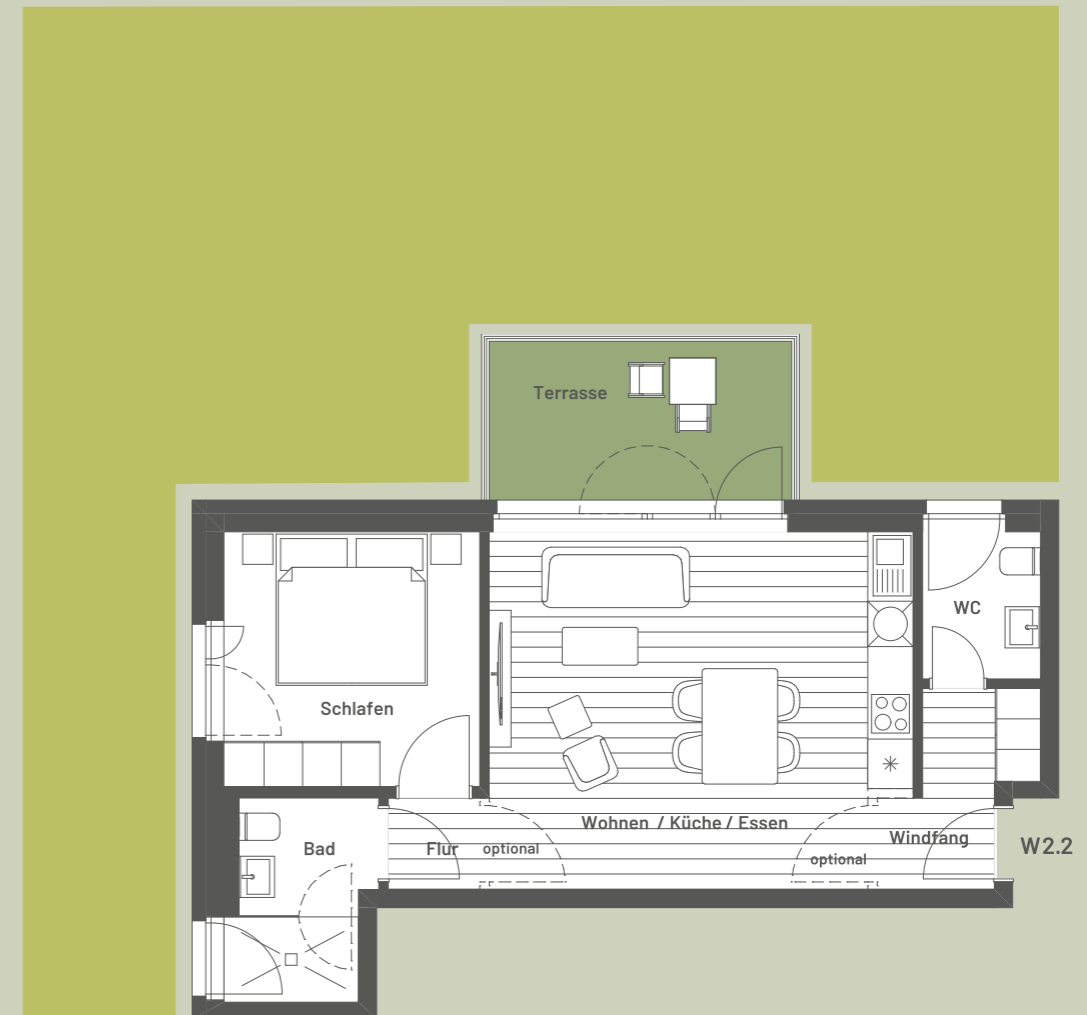 Terrasse
WC
Schlafen
Wohnen / Küche / Essen
Windfang
W2.2
Bad
Flur
optional
optional